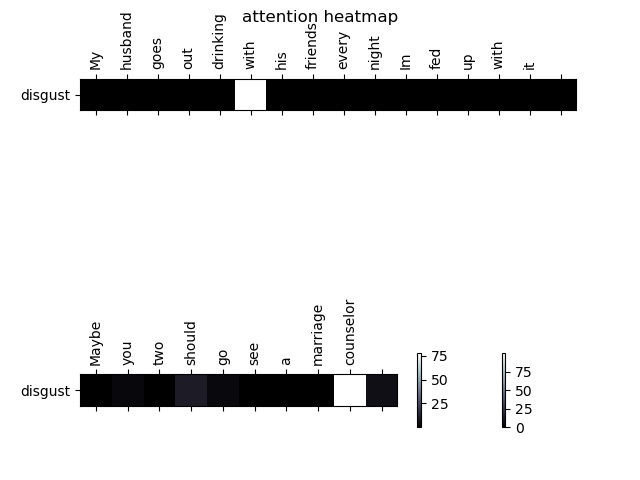 attention heatmap
My husband goes out drinking with his friends every night Im fed up with it
disgust
Maybe you two should go see a marriage counselor
disgust
75
50
25
75
50
25
0